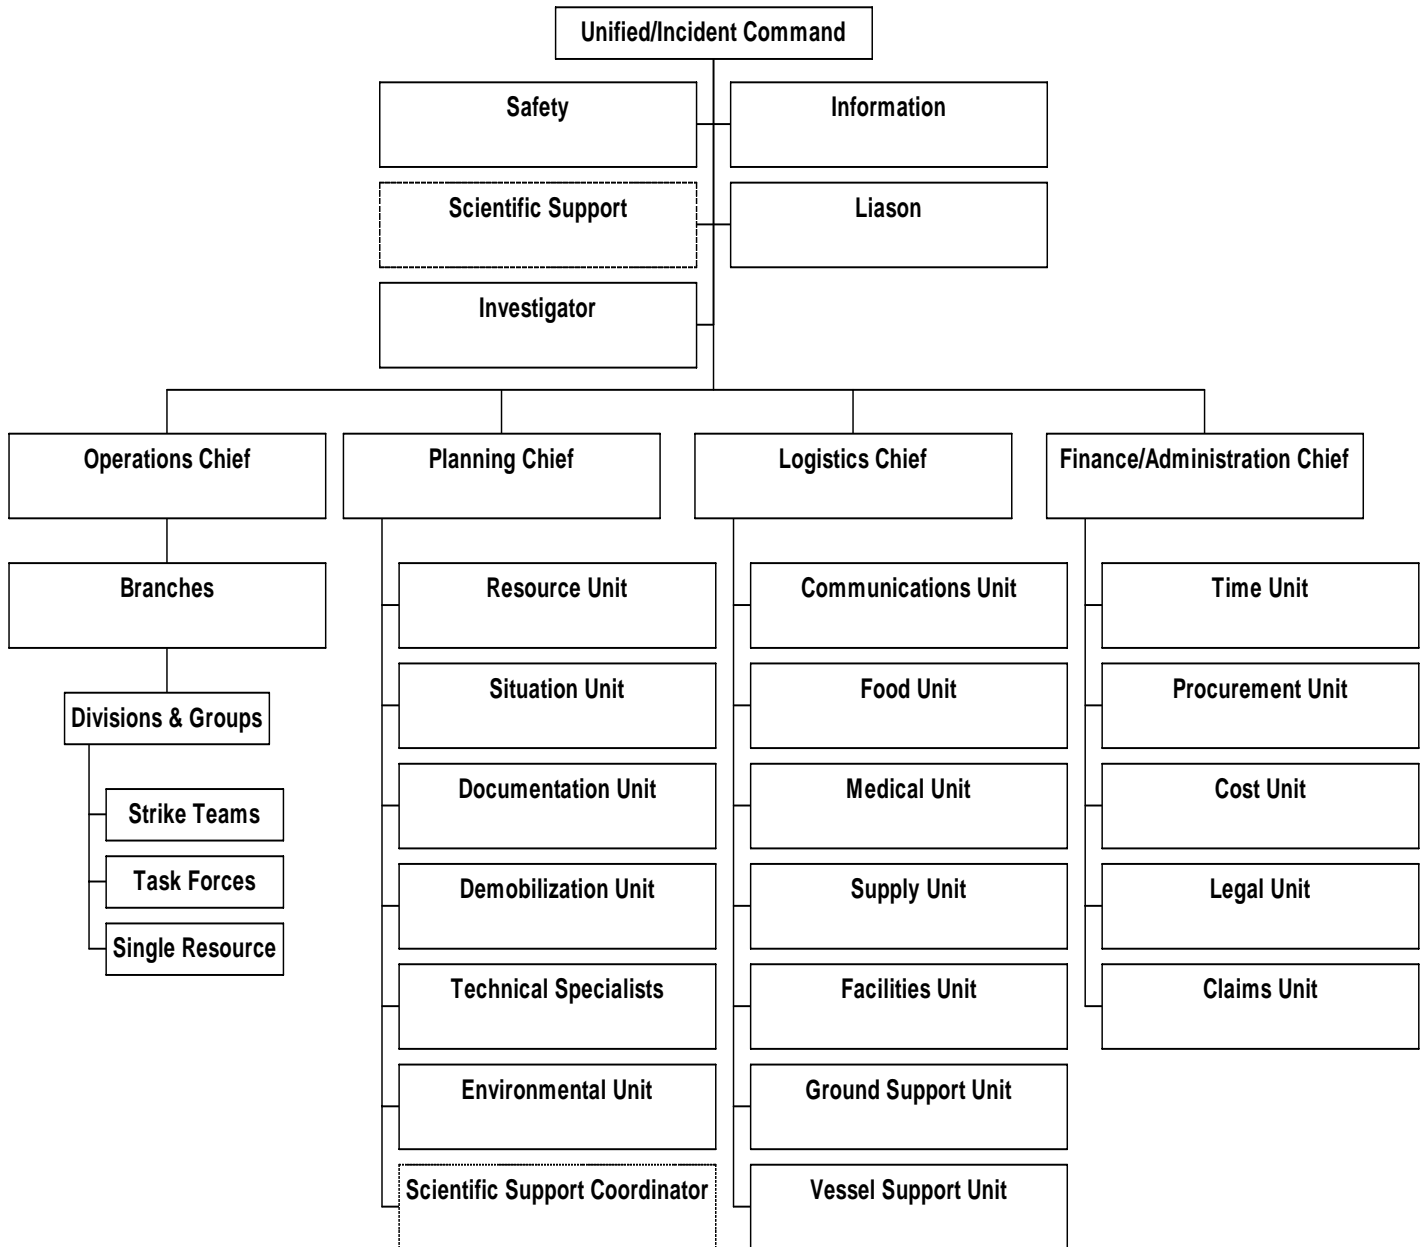 Unified/Incident Command
Safety
Information
Scientific Support
Liason
Investigator
Operations Chief
Planning Chief
Logistics Chief
Finance/Administration Chief
Branches
Resource Unit
Communications Unit
Time Unit
Situation Unit
Food Unit
Procurement Unit
Divisions & Groups
Documentation Unit
Medical Unit
Cost Unit
Strike Teams
Task Forces
Demobilization Unit
Supply Unit
Legal Unit
Single Resource
Technical Specialists
Facilities Unit
Claims Unit
Environmental Unit
Ground Support Unit
Scientific Support Coordinator
Vessel Support Unit